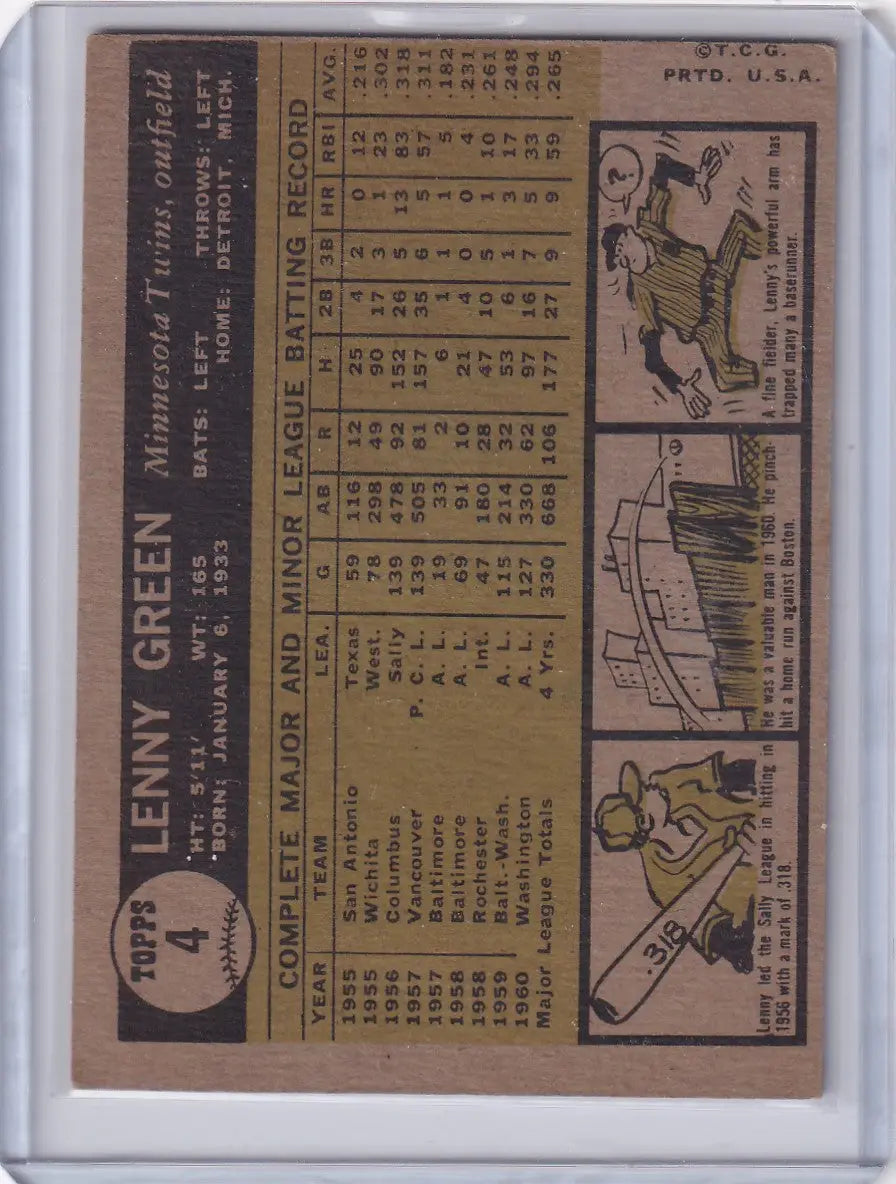 TOPPS
4
LENNY GREEN Minnesota Twins, outfield
HT: 5'11" WT: 165 BATS: LEFT THROWS: LEFT
BORN: JANUARY 6, 1933 HOME: DETROIT, MICH.
COMPLETE MAJOR AND MINOR LEAGUE BATTING RECORD
YEAR TEAM LEA. G AB R H 2B 3B HR RBI AVG.
1955 San Antonio Texas 59 116 12 25 4 2 0 12 .216
1955 Wichita West. 78 298 49 90 17 3 1 23 .302
1956 Columbus Sally 139 478 92 152 26 5 13 83 .318
1957 Vancouver P. C. L. 139 505 81 157 35 6 5 57 .311
1957 Baltimore A. L. 19 33 2 6 1 1 1 5 .182
1958 Baltimore A. L. 69 91 10 21 4 0 0 4 .231
1958 Rochester Int. 47 180 28 47 10 5 1 10 .261
1959 Balt.-Wash. A. L. 115 214 32 53 6 1 3 17 .248
1960 Washington A. L. 127 330 62 97 16 7 5 33 .294
Major League Totals 4 Yrs. 330 668 106 177 27 9 9 59 .265
.318
Lenny led the Sally League in hitting in
1956 with a mark of .318.
He was a valuable man in 1960. He pinch-
hit a home run against Boston.
?
A fine fielder, Lenny's powerful arm has
trapped many a baserunner.
©T.C.G.
PRTD. U.S.A.